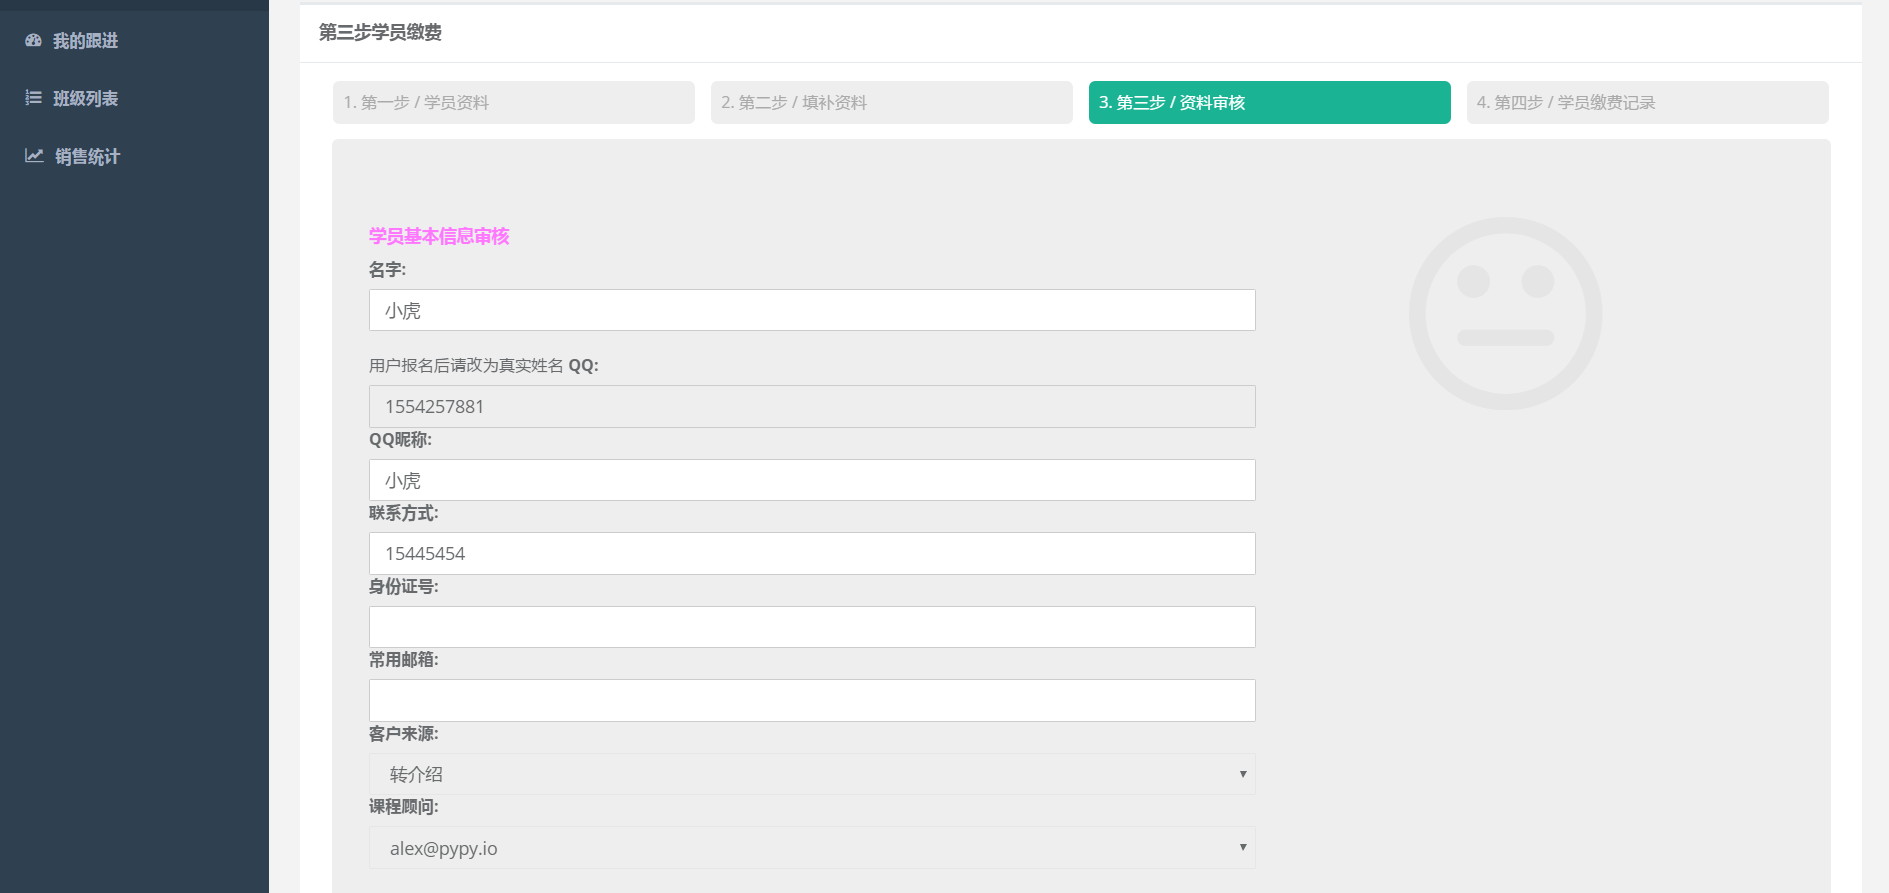 我的跟进
班级列表
销售统计
第三步学员缴费
1. 第一步 / 学员资料
2. 第二步 / 填补资料
3. 第三步 / 资料审核
4. 第四步 / 学员缴费记录
学员基本信息审核
名字:
小虎
用户报名后请改为真实姓名 QQ:
1554257881
QQ昵称:
小虎
联系方式:
15445454
身份证号:
常用邮箱:
客户来源:
转介绍
课程顾问:
alex@pypy.io